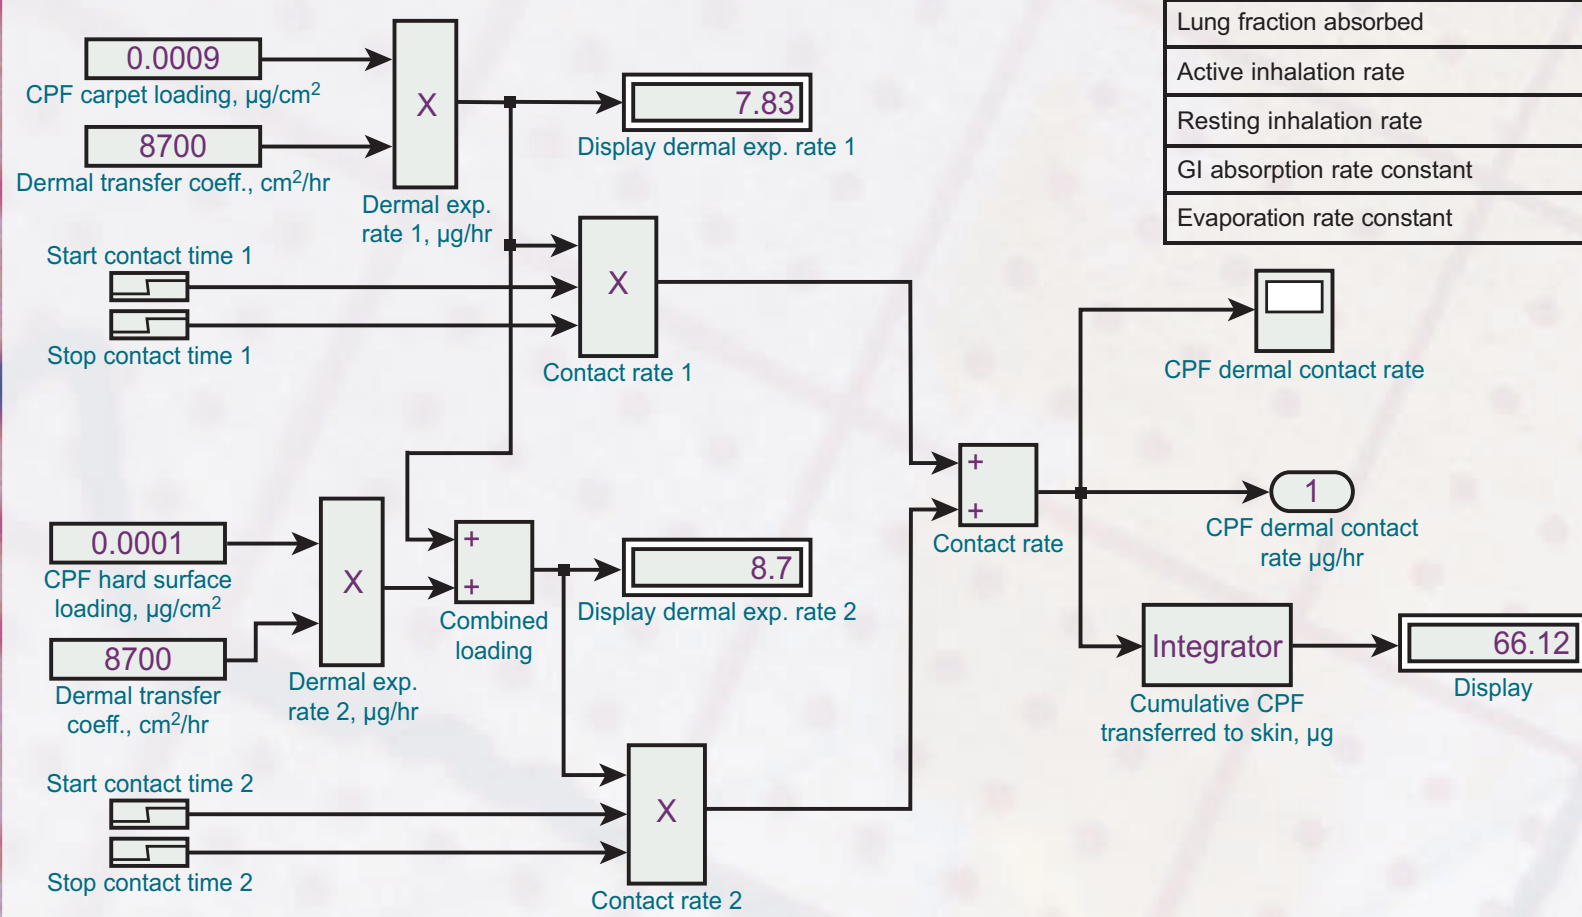 0.0009
CPF carpet loading, µg/cm²
8700
Dermal transfer coeff., cm²/hr
X
Dermal exp.
rate 1, µg/hr
7.83
Display dermal exp. rate 1
Start contact time 1
Stop contact time 1
X
Contact rate 1
0.0001
CPF hard surface
loading, µg/cm²
8700
Dermal transfer
coeff., cm²/hr
X
Dermal exp.
rate 2, µg/hr
+
+
Combined
loading
8.7
Display dermal exp. rate 2
Start contact time 2
Stop contact time 2
X
Contact rate 2
+
+
Contact rate
Lung fraction absorbed
Active inhalation rate
Resting inhalation rate
GI absorption rate constant
Evaporation rate constant
CPF dermal contact rate
1
CPF dermal contact
rate µg/hr
Integrator
Cumulative CPF
transferred to skin, µg
66.12
Display